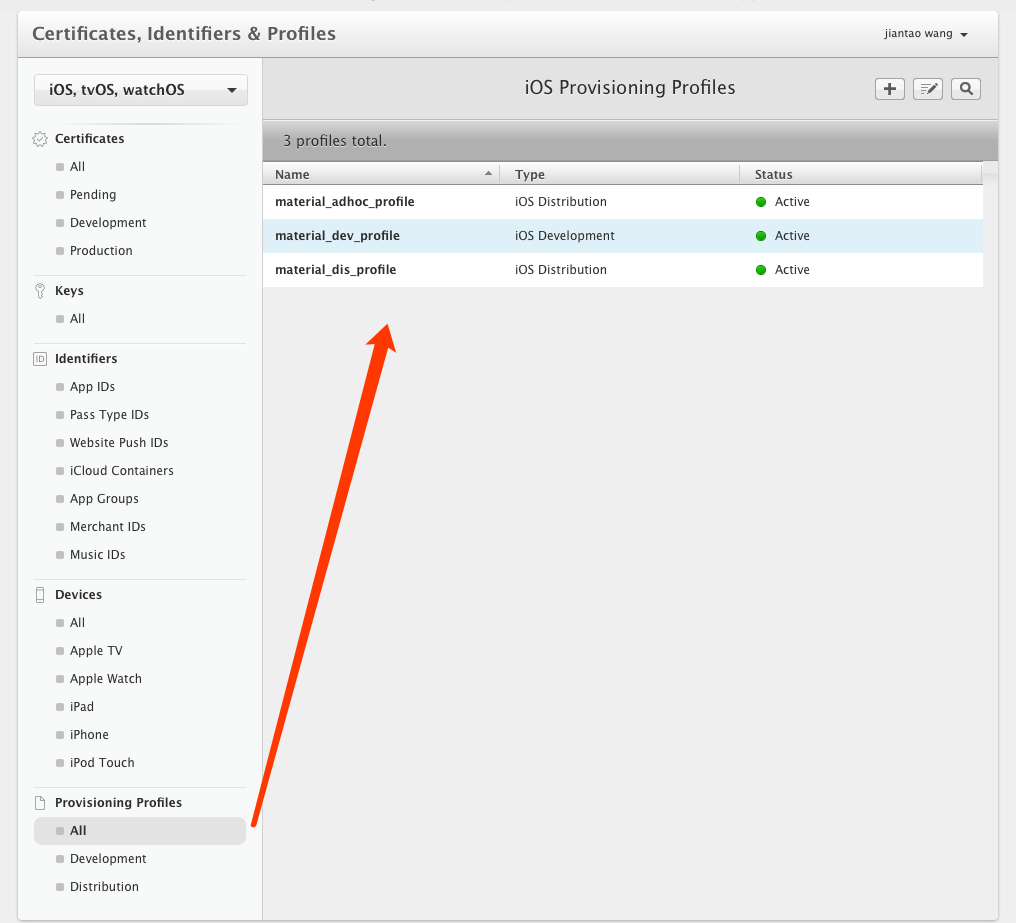 Certificates, Identifiers & Profiles
jiantao wang
iOS, tvOS, watchOS
Certificates
All
Pending
Development
Production
Keys
All
ID Identifiers
App IDs
Pass Type IDs
Website Push IDs
iCloud Containers
App Groups
Merchant IDs
Music IDs
Devices
All
Apple TV
Apple Watch
iPad
iPhone
iPod Touch
Provisioning Profiles
All
Development
Distribution
iOS Provisioning Profiles
3 profiles total.
Name Type Status
material_adhoc_profile iOS Distribution Active
material_dev_profile iOS Development Active
material_dis_profile iOS Distribution Active